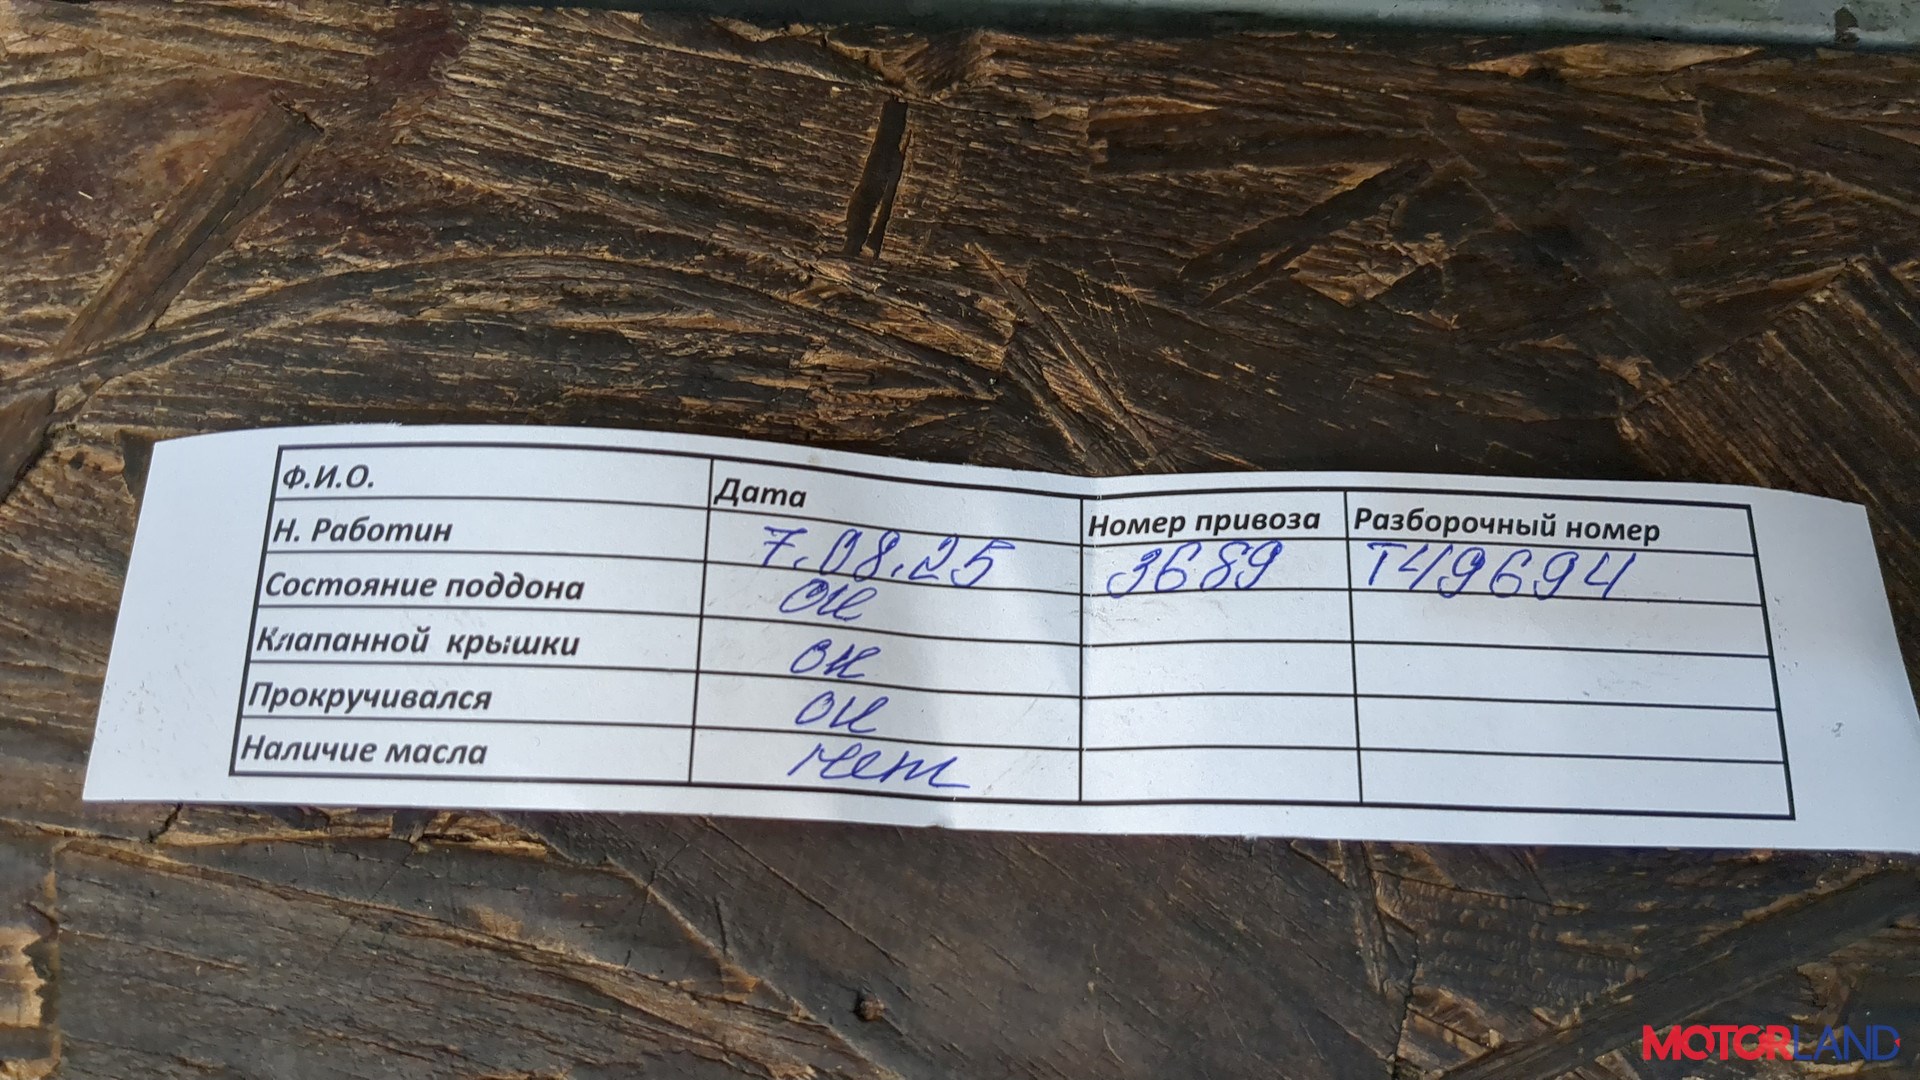 Ф.И.О. Дата Номер привоза Разборочный номер
Н. Работин 7.08.25 3689 Т49694
Состояние поддона ок
Клапанной крышки ок
Прокручивался ок
Наличие масла нет
MOTORLAND